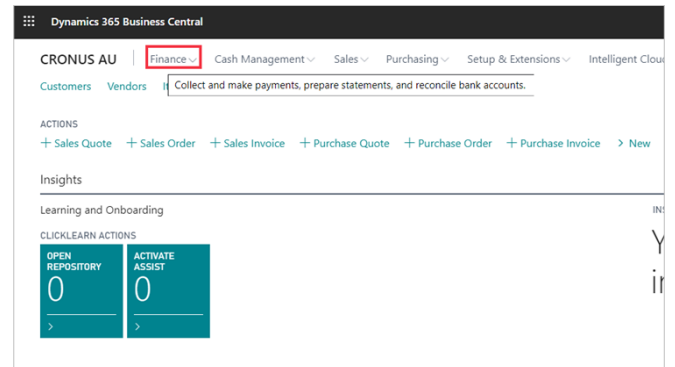 Dynamics 365 Business Central
CRONUS AU Finance Cash Management Sales Purchasing Setup & Extensions Intelligent Clou
Customers Vendors
Collect and make payments, prepare statements, and reconcile bank accounts.
ACTIONS
+ Sales Quote + Sales Order + Sales Invoice + Purchase Quote + Purchase Order + Purchase Invoice > New
Insights
Learning and Onboarding
CLICKLEARN ACTIONS
OPEN REPOSITORY
0
>
ACTIVATE ASSIST
0
>